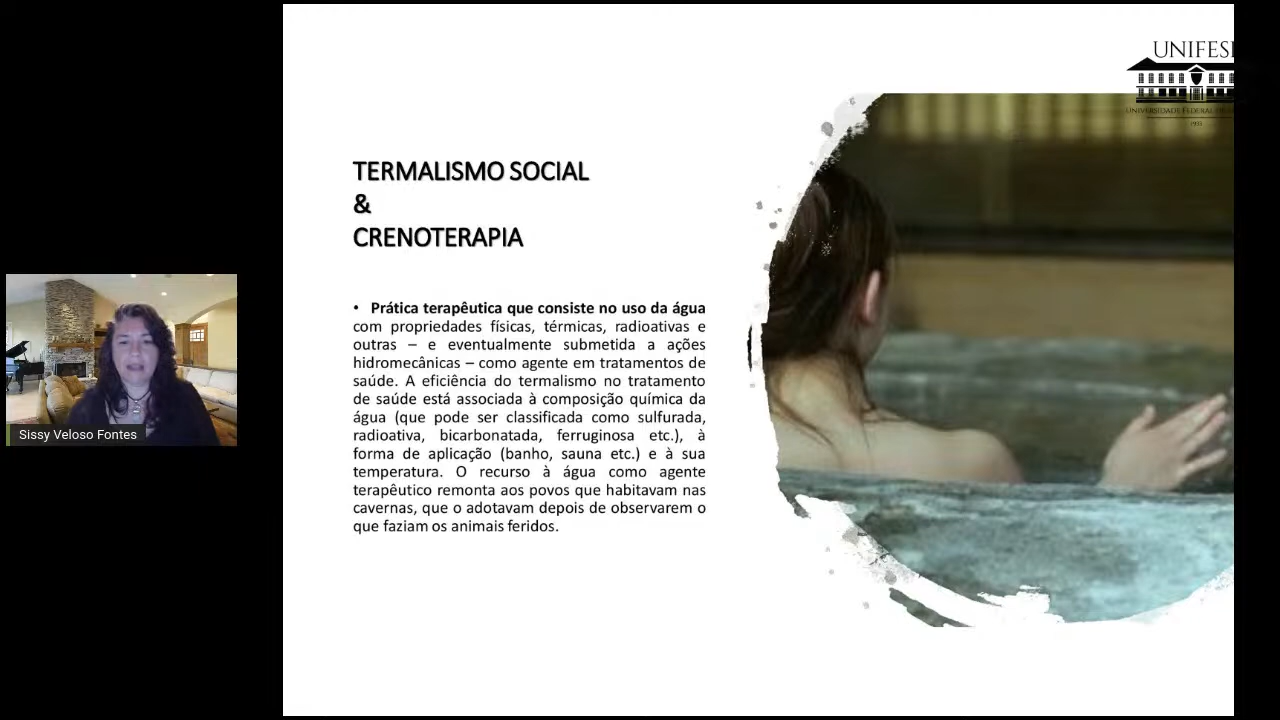 UNIFES
UNIVERSIDADE FEDERAL
1933
TERMALISMO SOCIAL
&
CRENOTERAPIA
• Prática terapêutica que consiste no uso da água
com propriedades físicas, térmicas, radioativas e
outras – e eventualmente submetida a ações
hidromecânicas – como agente em tratamentos de
saúde. A eficiência do termalismo no tratamento
de saúde está associada à composição química da
água (que pode ser classificada como sulfurada,
radioativa, bicarbonatada, ferruginosa etc.), à
forma de aplicação (banho, sauna etc.) e à sua
temperatura. O recurso à água como agente
terapêutico remonta aos povos que habitavam nas
cavernas, que o adotavam depois de observarem o
que faziam os animais feridos.
Sissy Veloso Fontes